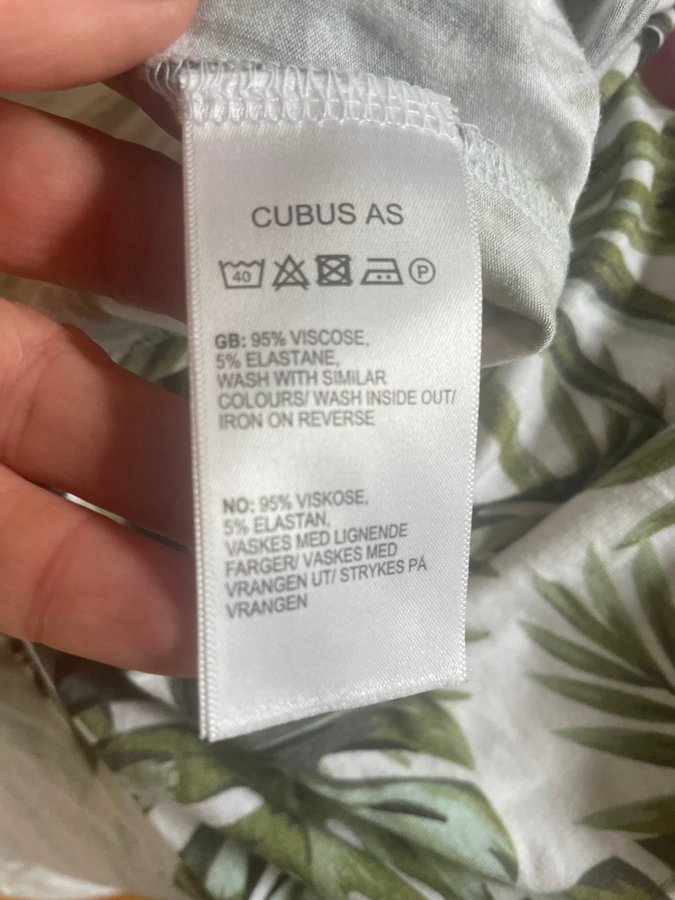 CUBUS AS
40 P
GB: 95% VISCOSE,
5% ELASTANE,
WASH WITH SIMILAR
COLOURS/ WASH INSIDE OUT/
IRON ON REVERSE
NO: 95% VISKOSE,
5% ELASTAN,
VASKES MED LIGNENDE
FARGER/ VASKES MED
VRANGEN UT/ STRYKES PÅ
VRANGEN